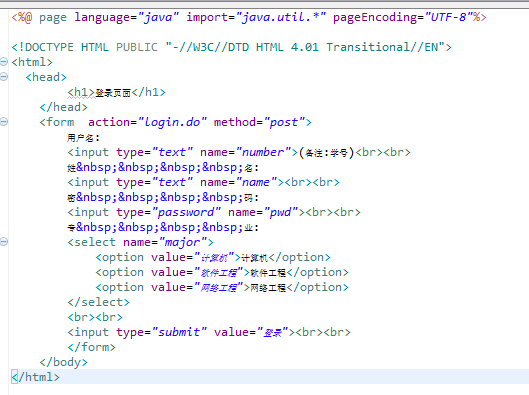 <%@ page language="java" import="java.util.*" pageEncoding="UTF-8"%>
<!DOCTYPE HTML PUBLIC "-//W3C//DTD HTML 4.01 Transitional//EN">
<html>
<head>
<h1>登录页面</h1>
</head>
<form  action="login.do" method="post">
用户名:
<input type="text" name="number">(备注:学号)<br><br>
姓&nbsp;&nbsp;&nbsp;&nbsp;名:
<input type="text" name="name"><br><br>
密&nbsp;&nbsp;&nbsp;&nbsp;码:
<input type="password" name="pwd"><br><br>
专&nbsp;&nbsp;&nbsp;&nbsp;业:
<select name="major">
<option value="计算机">计算机</option>
<option value="软件工程">软件工程</option>
<option value="网络工程">网络工程</option>
</select>
<br><br>
<input type="submit" value="登录"><br><br>
</form>
</body>
</html>